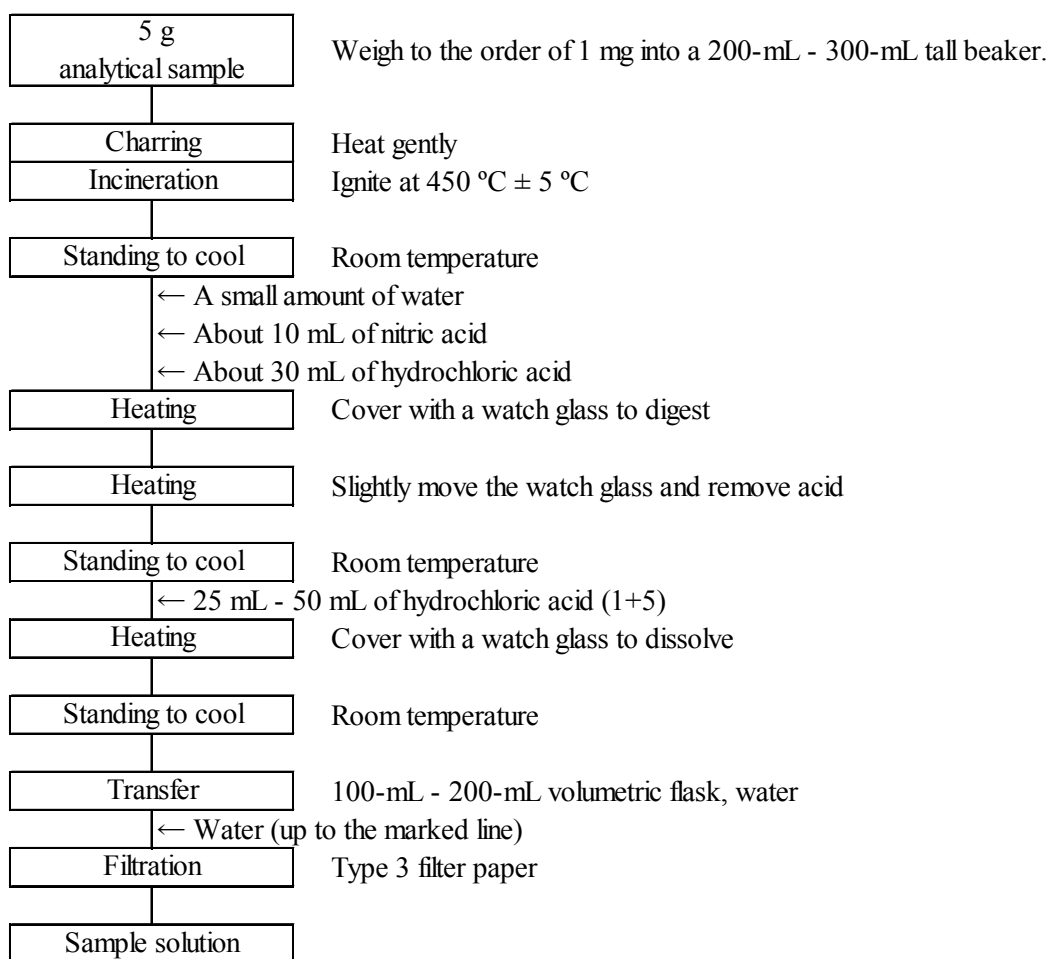 5 g
analytical sample
Weigh to the order of 1 mg into a 200-mL - 300-mL tall beaker.
Charring
Heat gently
Incineration
Ignite at 450 ºC ± 5 ºC
Standing to cool
Room temperature
← A small amount of water
← About 10 mL of nitric acid
← About 30 mL of hydrochloric acid
Heating
Cover with a watch glass to digest
Heating
Slightly move the watch glass and remove acid
Standing to cool
Room temperature
← 25 mL - 50 mL of hydrochloric acid (1+5)
Heating
Cover with a watch glass to dissolve
Standing to cool
Room temperature
Transfer
100-mL - 200-mL volumetric flask, water
← Water (up to the marked line)
Filtration
Type 3 filter paper
Sample solution